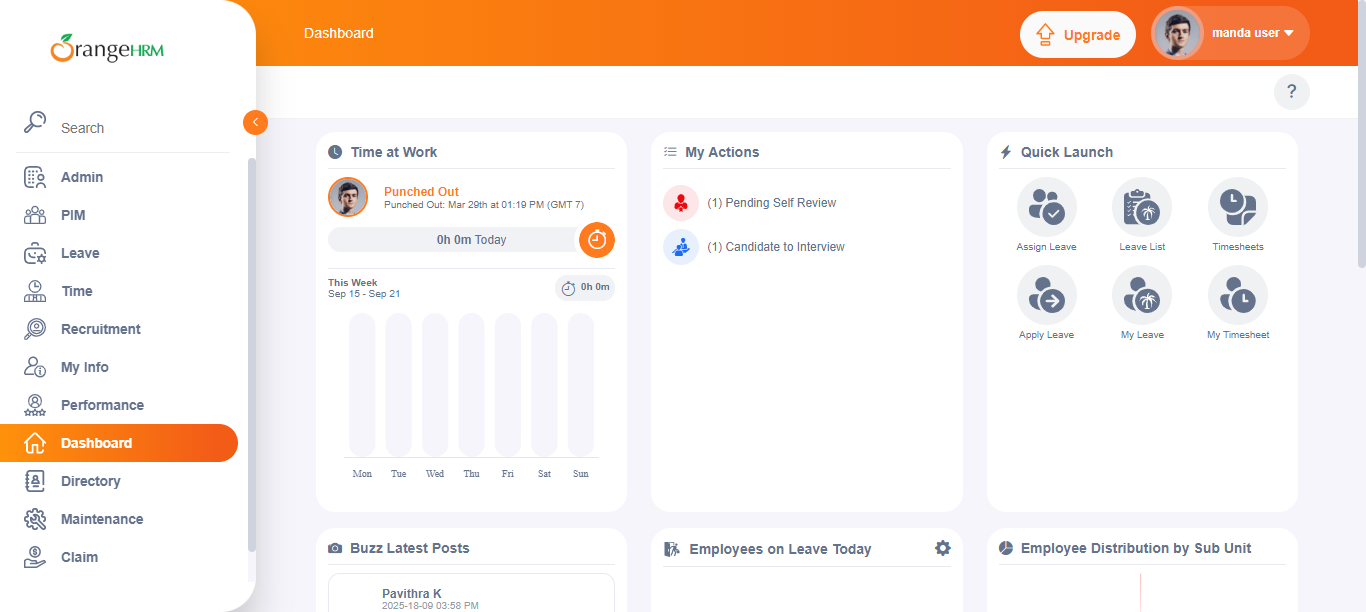 OrangeHRM
Dashboard
Upgrade
manda user
?
Search
Admin
PIM
Leave
Time
Recruitment
My Info
Performance
Dashboard
Directory
Maintenance
Claim
Time at Work
Punched Out
Punched Out: Mar 29th at 01:19 PM (GMT 7)
0h 0m Today
This Week
Sep 15 - Sep 21
0h 0m
Mon Tue Wed Thu Fri Sat Sun
My Actions
(1) Pending Self Review
(1) Candidate to Interview
Quick Launch
Assign Leave Leave List Timesheets
Apply Leave My Leave My Timesheet
Buzz Latest Posts
Pavithra K
2025-18-09 03:58 PM
Employees on Leave Today
Employee Distribution by Sub Unit